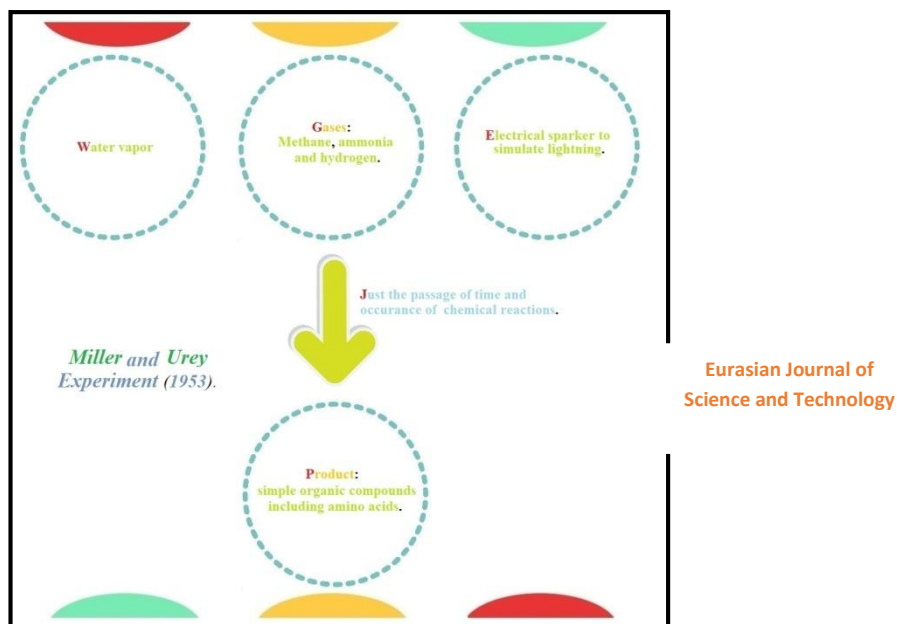 Water vapor
Gases:
Methane, ammonia
and hydrogen.
Electrical sparker to
simulate lightning.
Just the passage of time and
occurance of chemical reactions.
Miller and Urey
Experiment (1953).
Eurasian Journal of
Science and Technology
Product:
simple organic compounds
including amino acids.